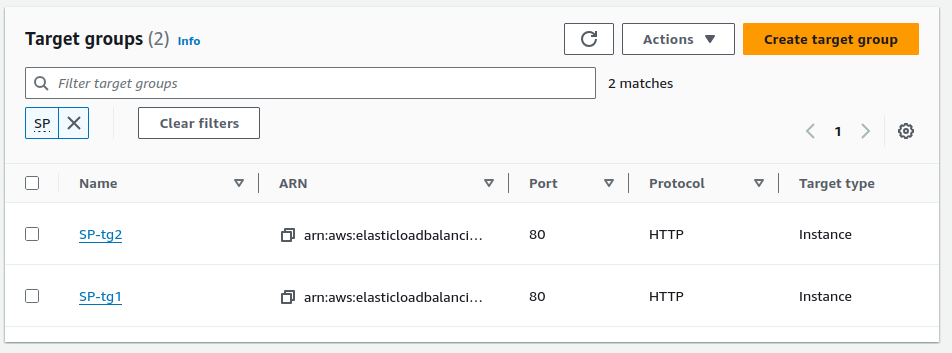 Target groups (2) Info
Actions
Create target group
Filter target groups
2 matches
SP
Clear filters
1
Name ARN Port Protocol Target type
SP-tg2 arn:aws:elasticloadbalanci... 80 HTTP Instance
SP-tg1 arn:aws:elasticloadbalanci... 80 HTTP Instance